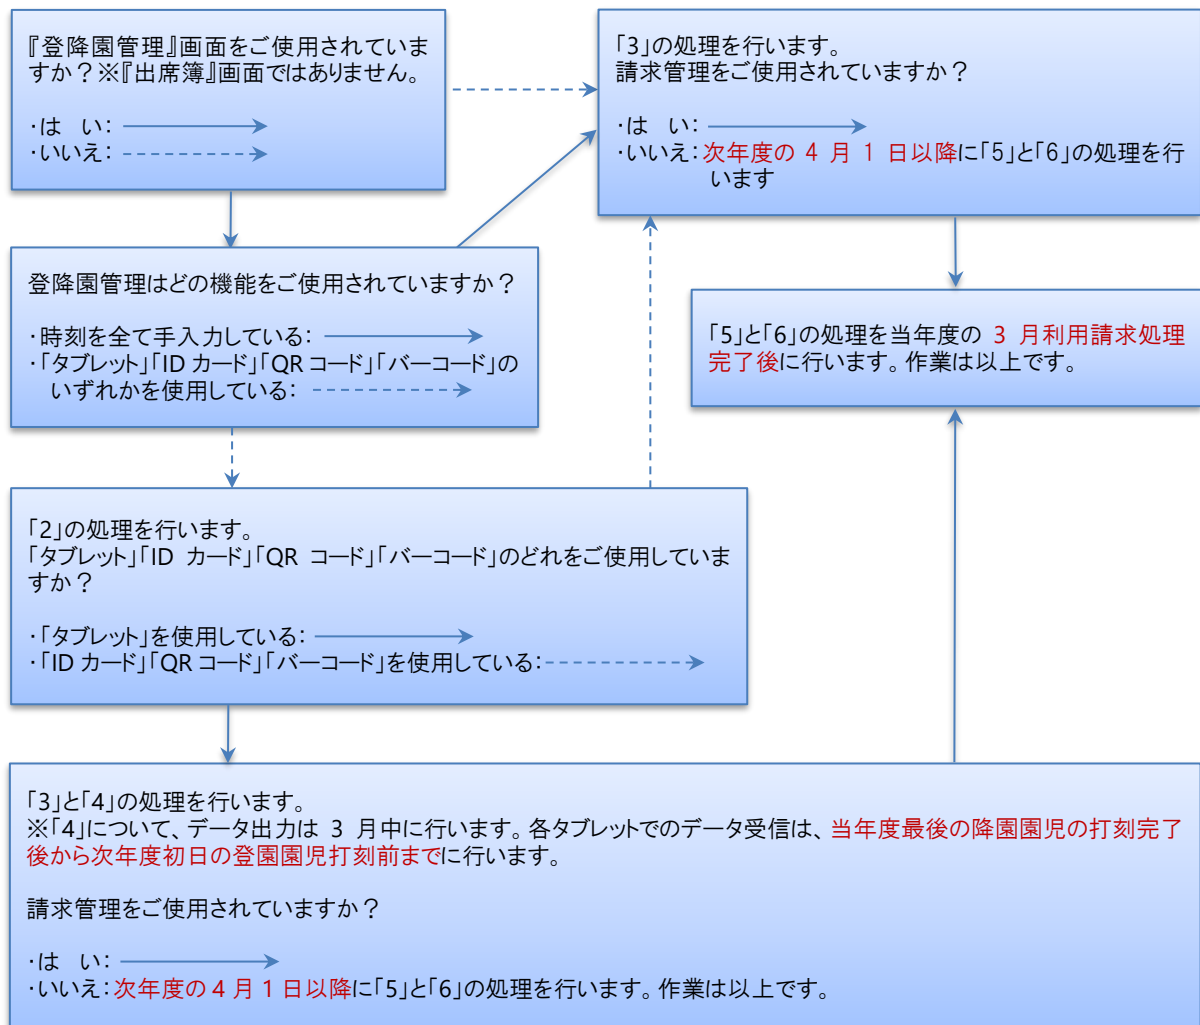 『登降園管理』画面をご使用されていま
すか？※『出席簿』画面ではありません。
・は　い：
・いいえ：
「3」の処理を行います。
請求管理をご使用されていますか？
・は　い：
・いいえ：次年度の 4 月 1 日以降に「5」と「6」の処理を行
います
登降園管理はどの機能をご使用されていますか？
・時刻を全て手入力している：
・「タブレット」「ID カード」「QR コード」「バーコード」の
いずれかを使用している：
「5」と「6」の処理を当年度の 3 月利用請求処理
完了後に行います。作業は以上です。
「2」の処理を行います。
「タブレット」「ID カード」「QR コード」「バーコード」のどれをご使用していま
すか？
・「タブレット」を使用している：
・「ID カード」「QR コード」「バーコード」を使用している：
「3」と「4」の処理を行います。
※「4」について、データ出力は 3 月中に行います。各タブレットでのデータ受信は、当年度最後の降園園児の打刻完了
後から次年度初日の登園園児打刻前までに行います。
請求管理をご使用されていますか？
・は　い：
・いいえ：次年度の 4 月 1 日以降に「5」と「6」の処理を行います。作業は以上です。